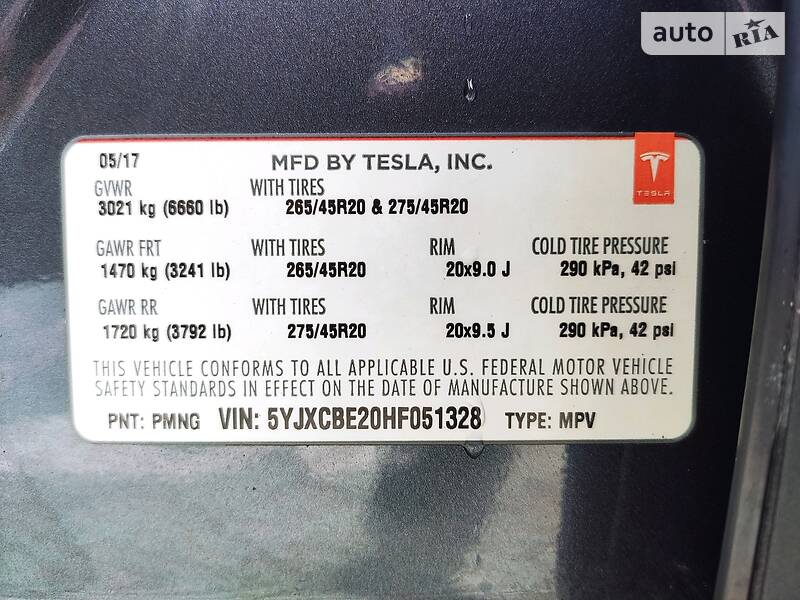 auto RIA
05/17 MFD BY TESLA, INC.
GVWR WITH TIRES
3021 kg (6660 lb) 265/45R20 & 275/45R20
TESLA
GAWR FRT WITH TIRES RIM COLD TIRE PRESSURE
1470 kg (3241 lb) 265/45R20 20x9.0 J 290 kPa, 42 psi
GAWR RR WITH TIRES RIM COLD TIRE PRESSURE
1720 kg (3792 lb) 275/45R20 20x9.5 J 290 kPa, 42 psi
THIS VEHICLE CONFORMS TO ALL APPLICABLE U.S. FEDERAL MOTOR VEHICLE
SAFETY STANDARDS IN EFFECT ON THE DATE OF MANUFACTURE SHOWN ABOVE.
PNT: PMNG VIN: 5YJXCBE20HF051328 TYPE: MPV